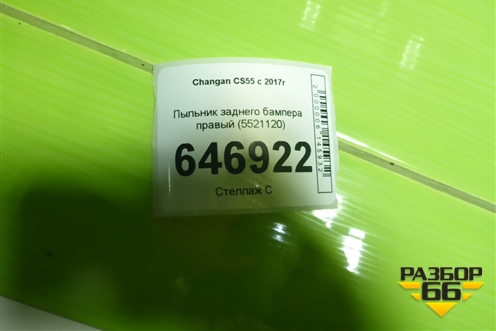 Changan CS55 с 2017г
Пыльник заднего бампера
правый (5521120)
646922
Стеллаж С
РАЗБОР
66